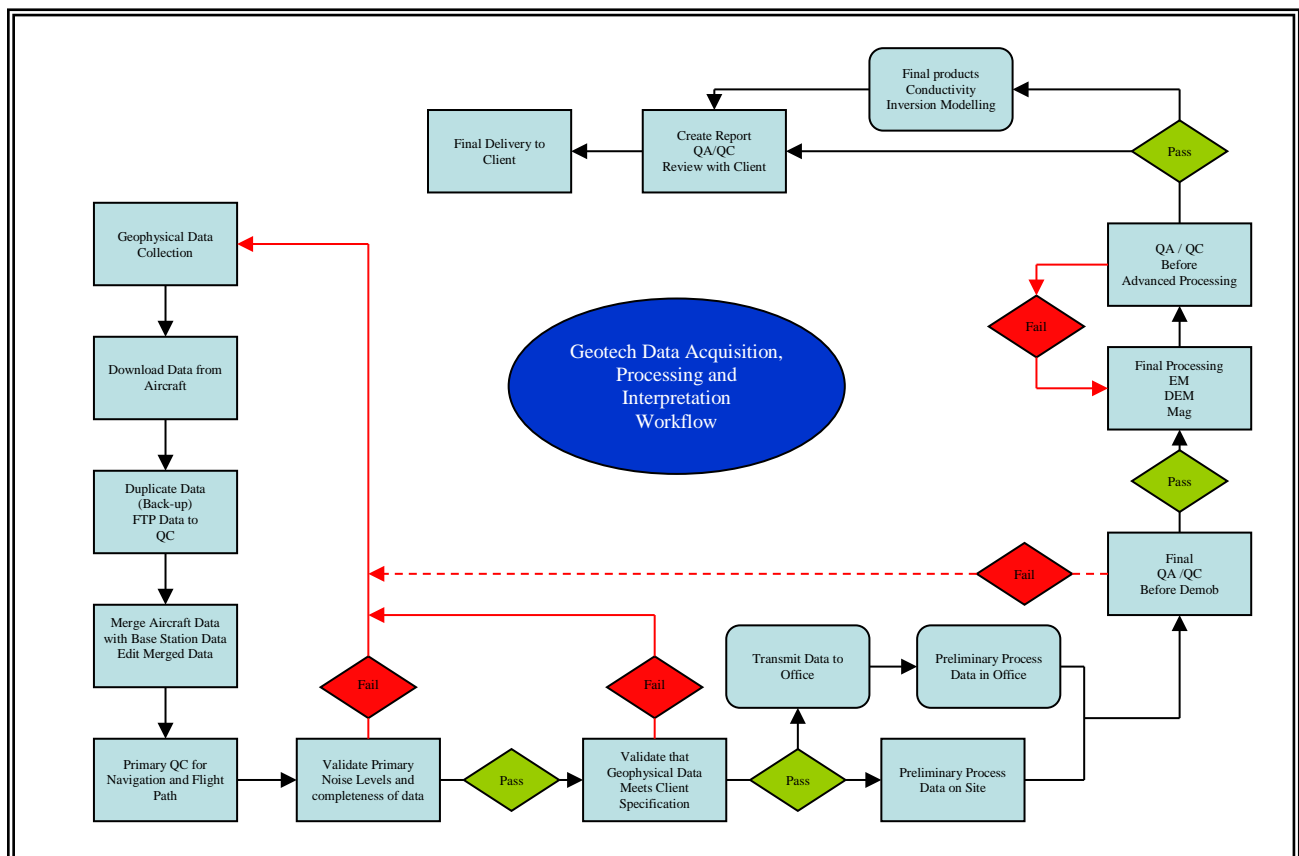 Final products
Conductivity
Inversion Modelling
Final Delivery to
Client
Create Report
QA/QC
Review with Client
Pass
Geophysical Data
Collection
QA / QC
Before
Advanced Processing
Fail
Geotech Data Acquisition,
Processing and
Interpretation
Workflow
Download Data from
Aircraft
Final Processing
EM
DEM
Mag
Duplicate Data
(Back-up)
FTP Data to
QC
Pass
Final
QA /QC
Before Demob
Fail
Merge Aircraft Data
with Base Station Data
Edit Merged Data
Fail
Fail
Transmit Data to
Office
Preliminary Process
Data in Office
Primary QC for
Navigation and Flight
Path
Validate Primary
Noise Levels and
completeness of data
Pass
Validate that
Geophysical Data
Meets Client
Specification
Pass
Preliminary Process
Data on Site